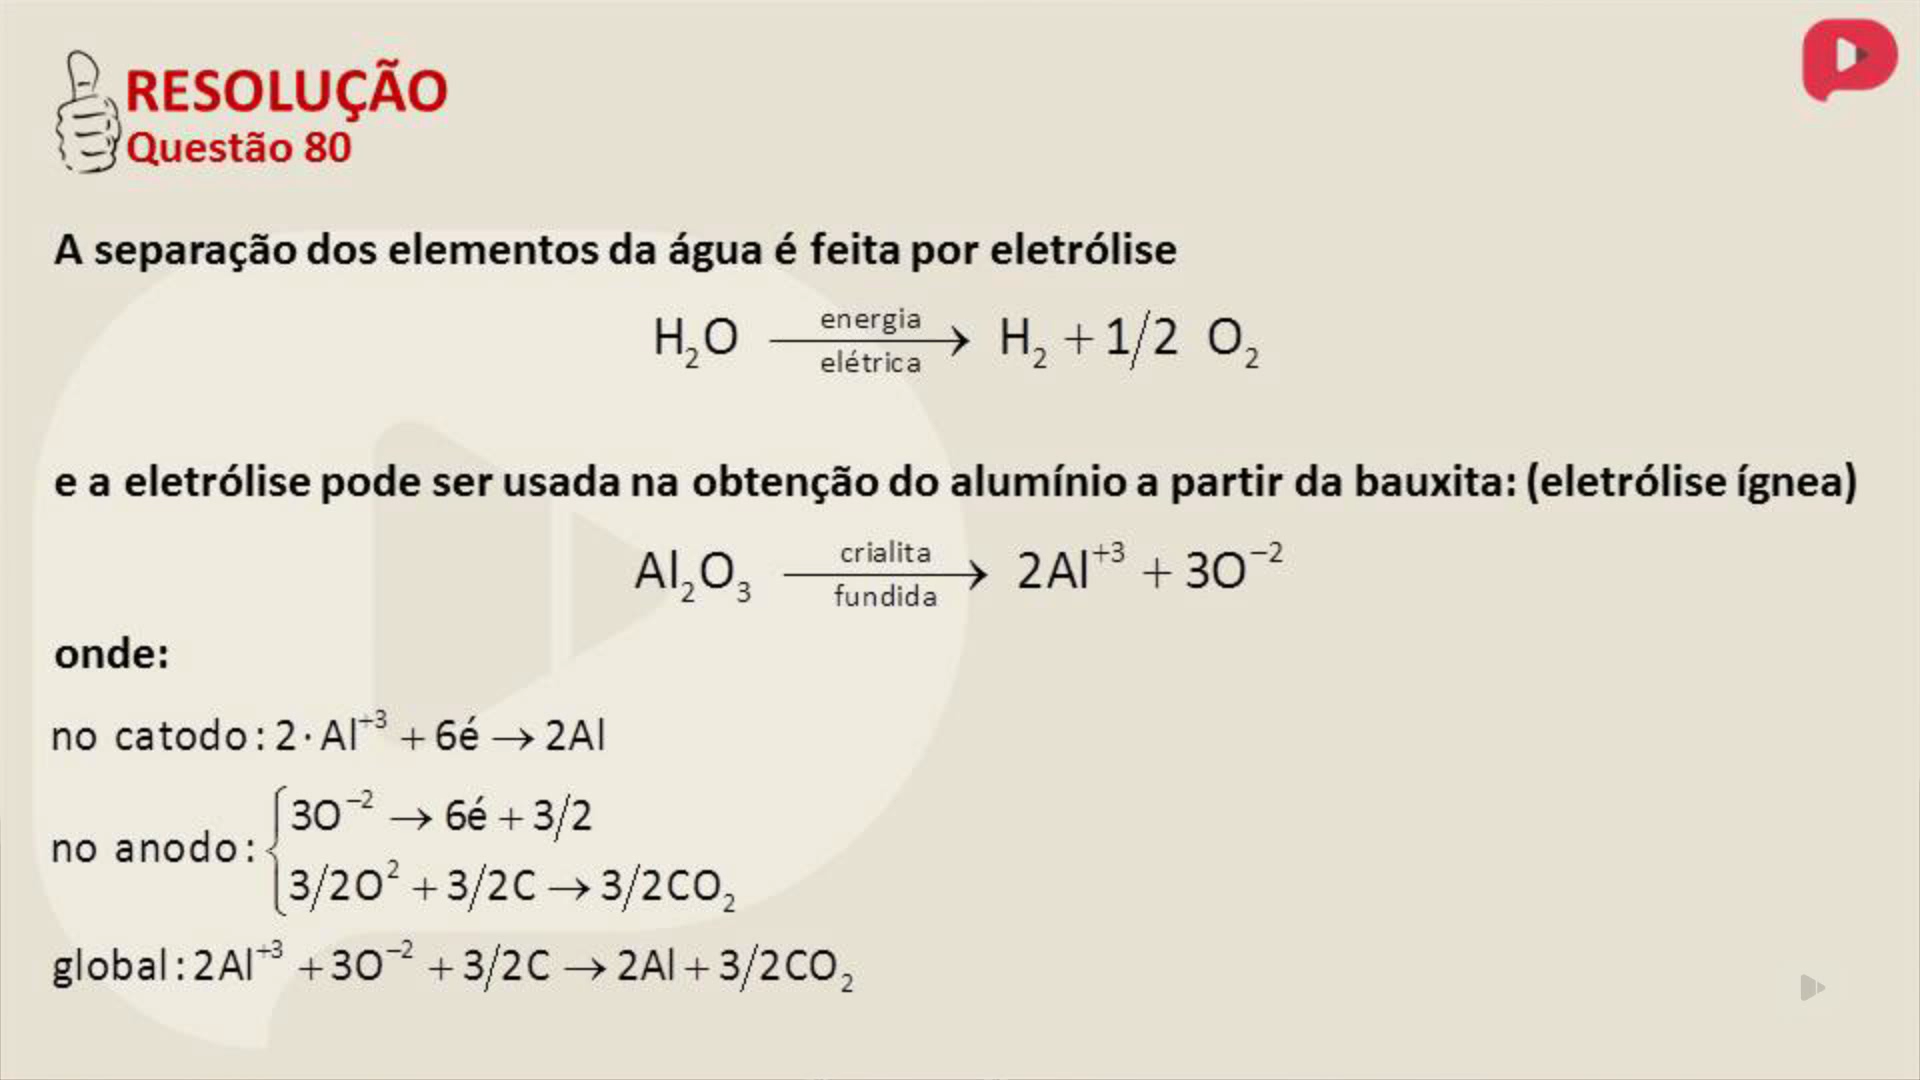 RESOLUÇÃO
Questão 80
A separação dos elementos da água é feita por eletrólise
H₂O —energia elétrica→ H₂ + 1/2 O₂
e a eletrólise pode ser usada na obtenção do alumínio a partir da bauxita: (eletrólise ígnea)
Al₂O₃ —crialita fundida→ 2Al⁺³ + 3O⁻²
onde:
no catodo: 2·Al⁺³ + 6é → 2Al
no anodo: { 3O⁻² → 6é + 3/2
3/2O² + 3/2C → 3/2CO₂
global: 2Al⁺³ + 3O⁻² + 3/2C → 2Al + 3/2CO₂